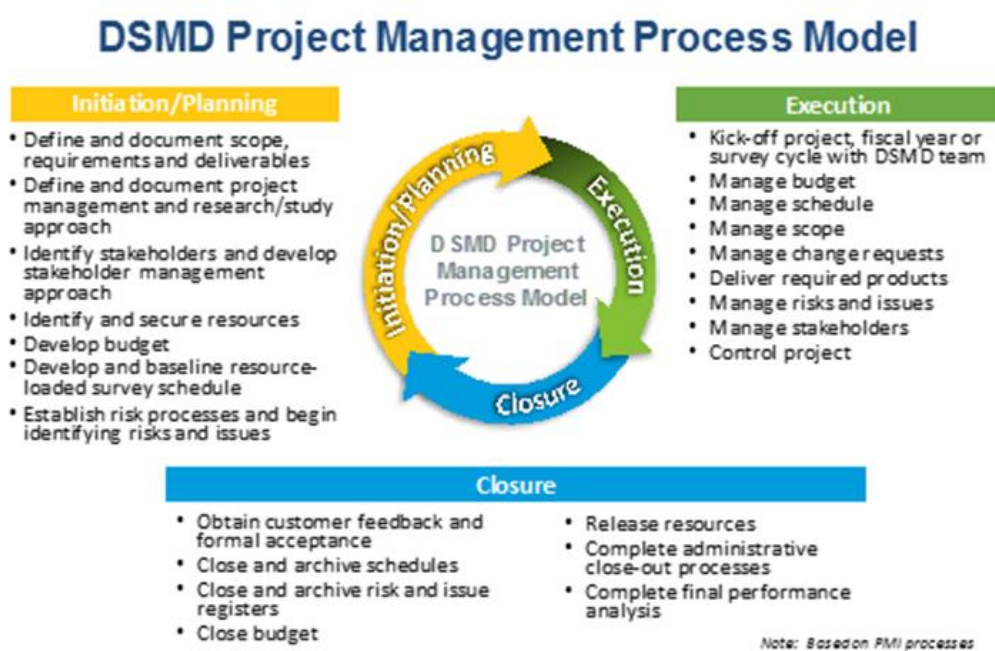 DSMD Project Management Process Model
Initiation/Planning
• Define and document scope,
requirements and deliverables
• Define and document project
management and research/study
approach
• Identify stakeholders and develop
stakeholder management
approach
• Identify and secure resources
• Develop budget
• Develop and baseline resource-
loaded survey schedule
• Establish risk processes and begin
identifying risks and issues
Initiation/Planning
Execution
Closure
DSMD Project
Management
Process Model
Execution
• Kick-off project, fiscal year or
survey cycle with DSMD team
• Manage budget
• Manage schedule
• Manage scope
• Manage change requests
• Deliver required products
• Manage risks and issues
• Manage stakeholders
• Control project
Closure
• Obtain customer feedback and
formal acceptance
• Close and archive schedules
• Close and archive risk and issue
registers
• Close budget
• Release resources
• Complete administrative
close-out processes
• Complete final performance
analysis
Note: Based on PMI processes